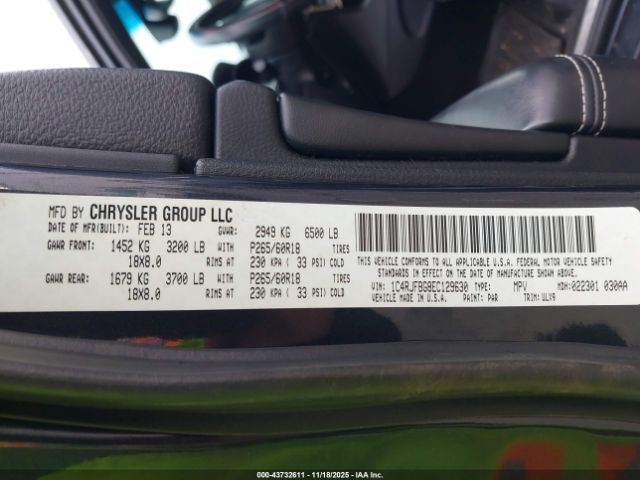 MFD BY CHRYSLER GROUP LLC
DATE OF MFR(BUILT): FEB 13 GVWR: 2949 KG 6500 LB
GAWR FRONT: 1452 KG 3200 LB WITH P265/60R18 TIRES
18X8.0 RIMS AT 230 KPA ( 33 PSI) COLD
GAWR REAR: 1679 KG 3700 LB WITH P265/60R18 TIRES
18X8.0 RIMS AT 230 KPA ( 33 PSI) COLD
THIS VEHICLE CONFORMS TO ALL APPLICABLE U.S.A. FEDERAL MOTOR VEHICLE SAFETY
STANDARDS IN EFFECT ON THE DATE OF MANUFACTURE SHOWN ABOVE.
VIN: 1C4RJFBG8EC129630 TYPE: MPV MDH:022301 030AA
VEHICLE MADE IN U.S.A. PAINT: PAR TRIM: ULX9
000-43732611 - 11/18/2025 - IAA Inc.